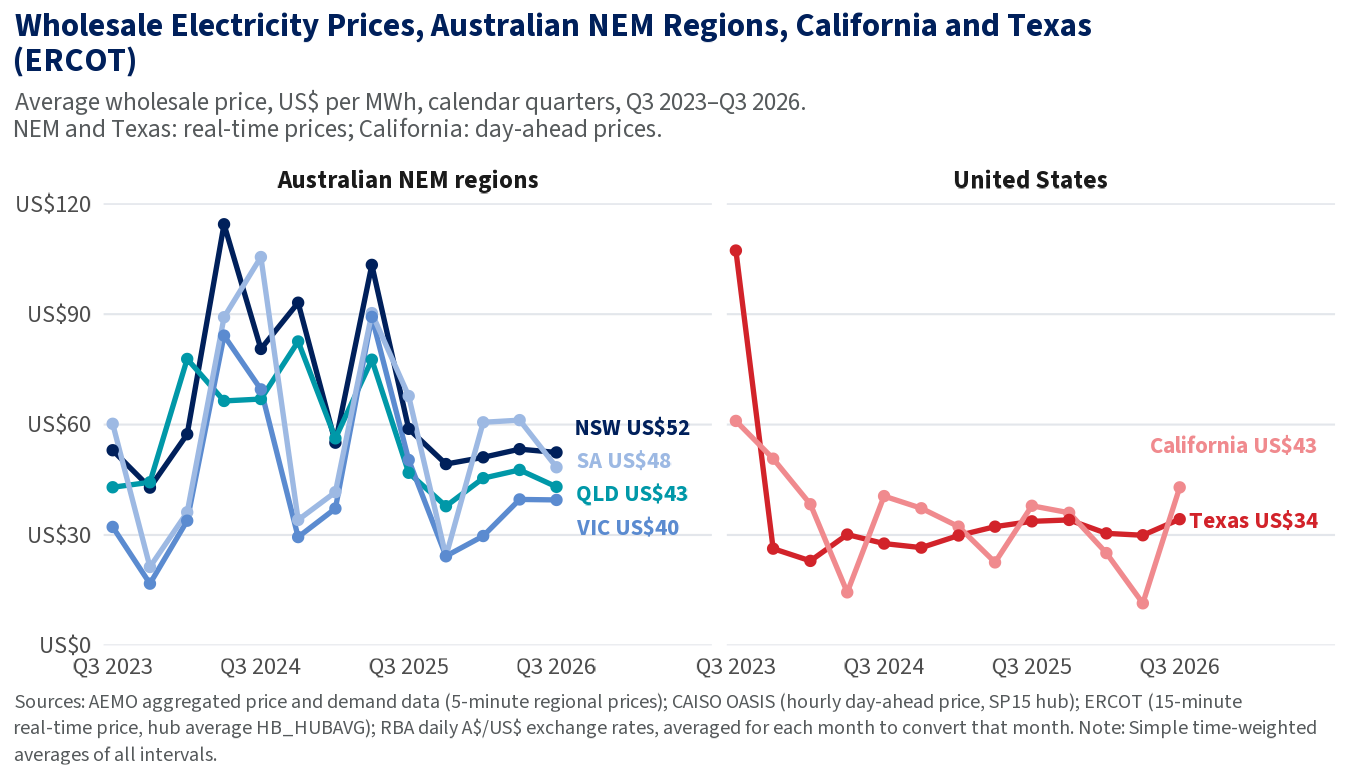 Wholesale Electricity Prices, Australian NEM Regions, California and Texas
(ERCOT)
Average wholesale price, US$ per MWh, calendar quarters, Q3 2023–Q3 2026.
NEM and Texas: real-time prices; California: day-ahead prices.
Australian NEM regions
United States
US$120
US$90
US$60
US$30
US$0
NSW US$52
SA US$48
QLD US$43
VIC US$40
California US$43
Texas US$34
Q3 2023
Q3 2024
Q3 2025
Q3 2026
Q3 2023
Q3 2024
Q3 2025
Q3 2026
Sources: AEMO aggregated price and demand data (5-minute regional prices); CAISO OASIS (hourly day-ahead price, SP15 hub); ERCOT (15-minute
real-time price, hub average HB_HUBAVG); RBA daily A$/US$ exchange rates, averaged for each month to convert that month. Note: Simple time-weighted
averages of all intervals.